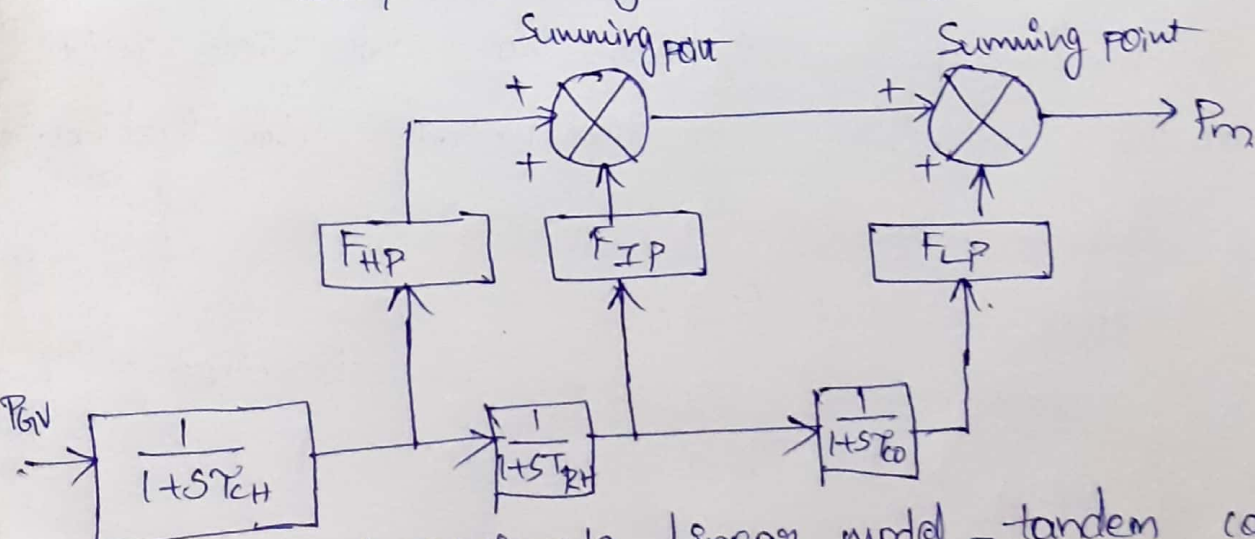 Summing point Summing point
+ + Pm
+ +
FHP FIP FLP
PGV
1 1 1
1+SτCH 1+STRH 1+Sτco
linear model tandem